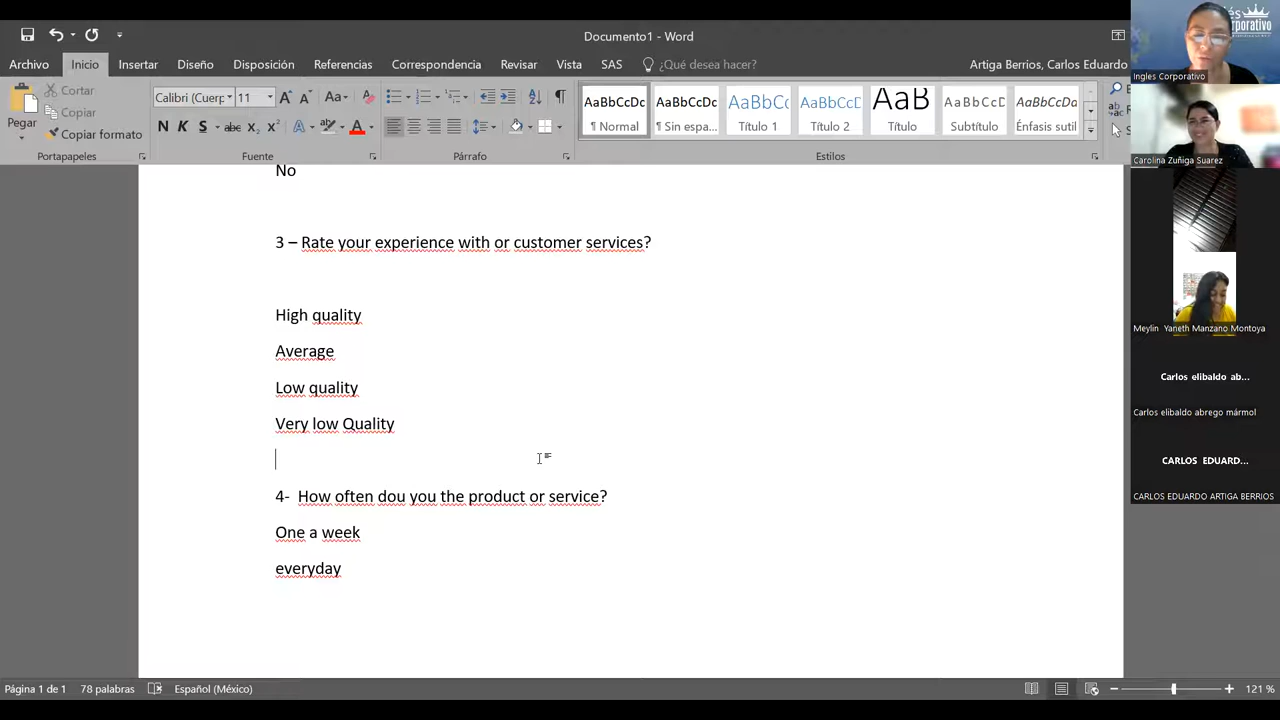 Documento1 - Word
Archivo
Inicio
Insertar
Diseño
Disposición
Referencias
Correspondencia
Revisar
Vista
SAS
¿Qué desea hacer?
Artiga Berrios, Carlos Eduardo
Pegar
Cortar
Copiar
Copiar formato
Portapapeles
Calibri (Cuerp
11
Aa
N K S abc x₂ x²
Fuente
Párrafo
AaBbCcDc
¶ Normal
AaBbCcDc
¶ Sin espa...
AaBbC
Título 1
AaBbCcD
Título 2
AaB
Título
AaBbCcD
Subtítulo
AaBbCcDa
Énfasis sutil
Estilos
No
3 – Rate your experience with or customer services?
High quality
Average
Low quality
Very low Quality
4- How often dou you the product or service?
One a week
everyday
Página 1 de 1
78 palabras
Español (México)
121 %
Ingles Corporativo
Carolina Zuñiga Suarez
Meylin Yaneth Manzano Montoya
Carlos elibaldo ab...
Carlos elibaldo abrego mármol
CARLOS EDUARD...
CARLOS EDUARDO ARTIGA BERRIOS